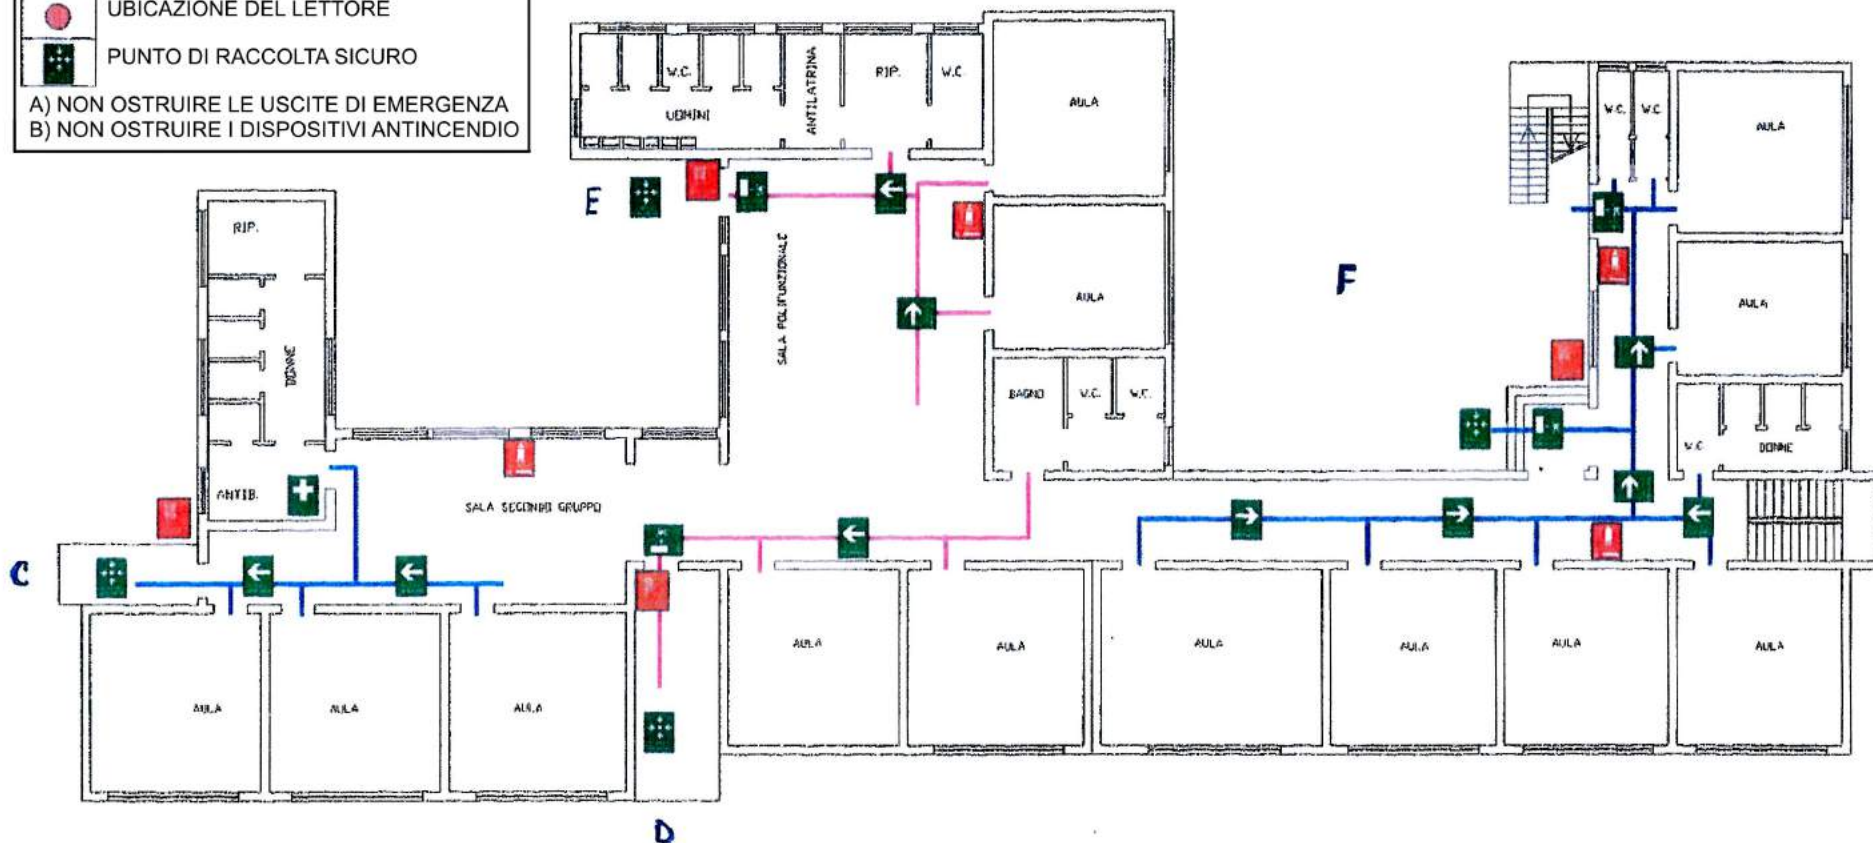 UBICAZIONE DEL LETTORE
PUNTO DI RACCOLTA SICURO
A) NON OSTRUIRE LE USCITE DI EMERGENZA
B) NON OSTRUIRE I DISPOSITIVI ANTINCENDIO
W.C.
UOMINI
ANTILATRINA
RIP.
W.C
AULA
W.C.
W.C.
AULA
E
RIP.
SALA POLIFUNZIONALE
AULA
F
AULA
DONNE
BAGNO
W.C.
W.C.
W.C
DONNE
ANTIB.
SALA SECONDO GRUPPO
C
AULA
AULA
AULA
AULA
AULA
AULA
AULA
AULA
AULA
D